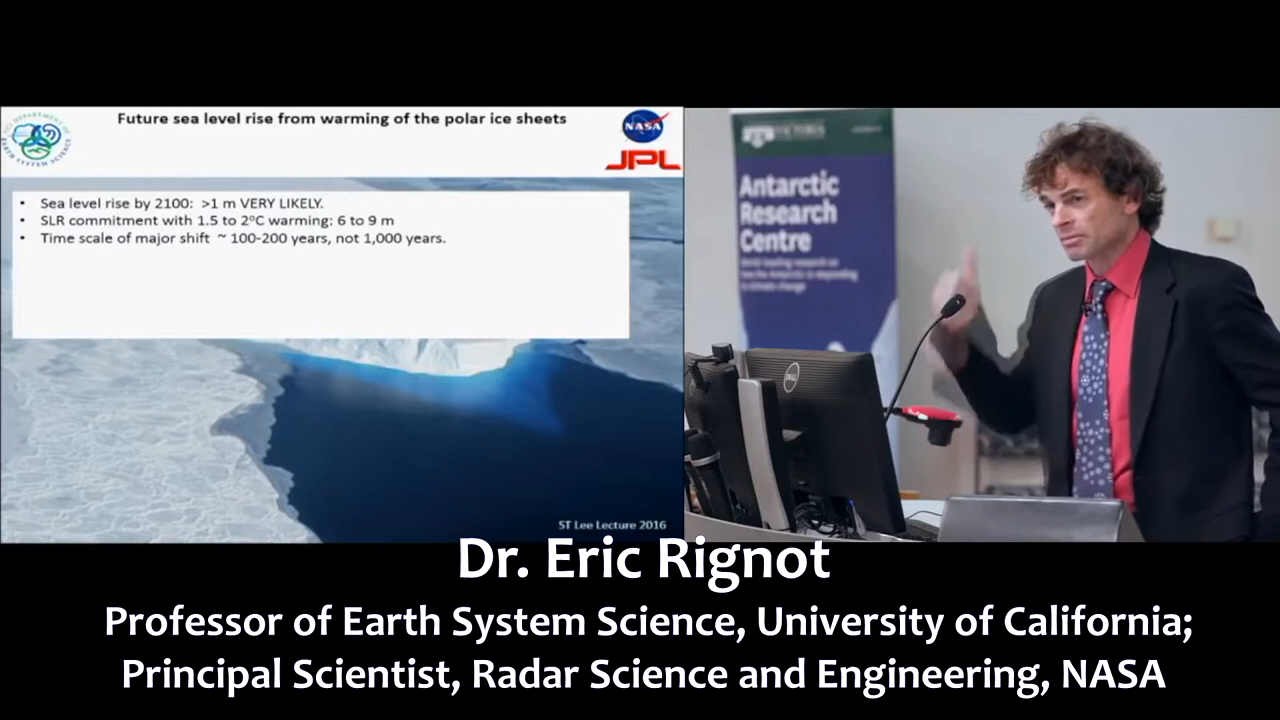 Future sea level rise from warming of the polar ice sheets
NASA
JPL
• Sea level rise by 2100: >1 m VERY LIKELY.
• SLR commitment with 1.5 to 2°C warming: 6 to 9 m
• Time scale of major shift ~ 100-200 years, not 1,000 years.
ST Lee Lecture 2016
VICTORIA
Antarctic
Research
Centre
DELL
Dr. Eric Rignot
Professor of Earth System Science, University of California;
Principal Scientist, Radar Science and Engineering, NASA